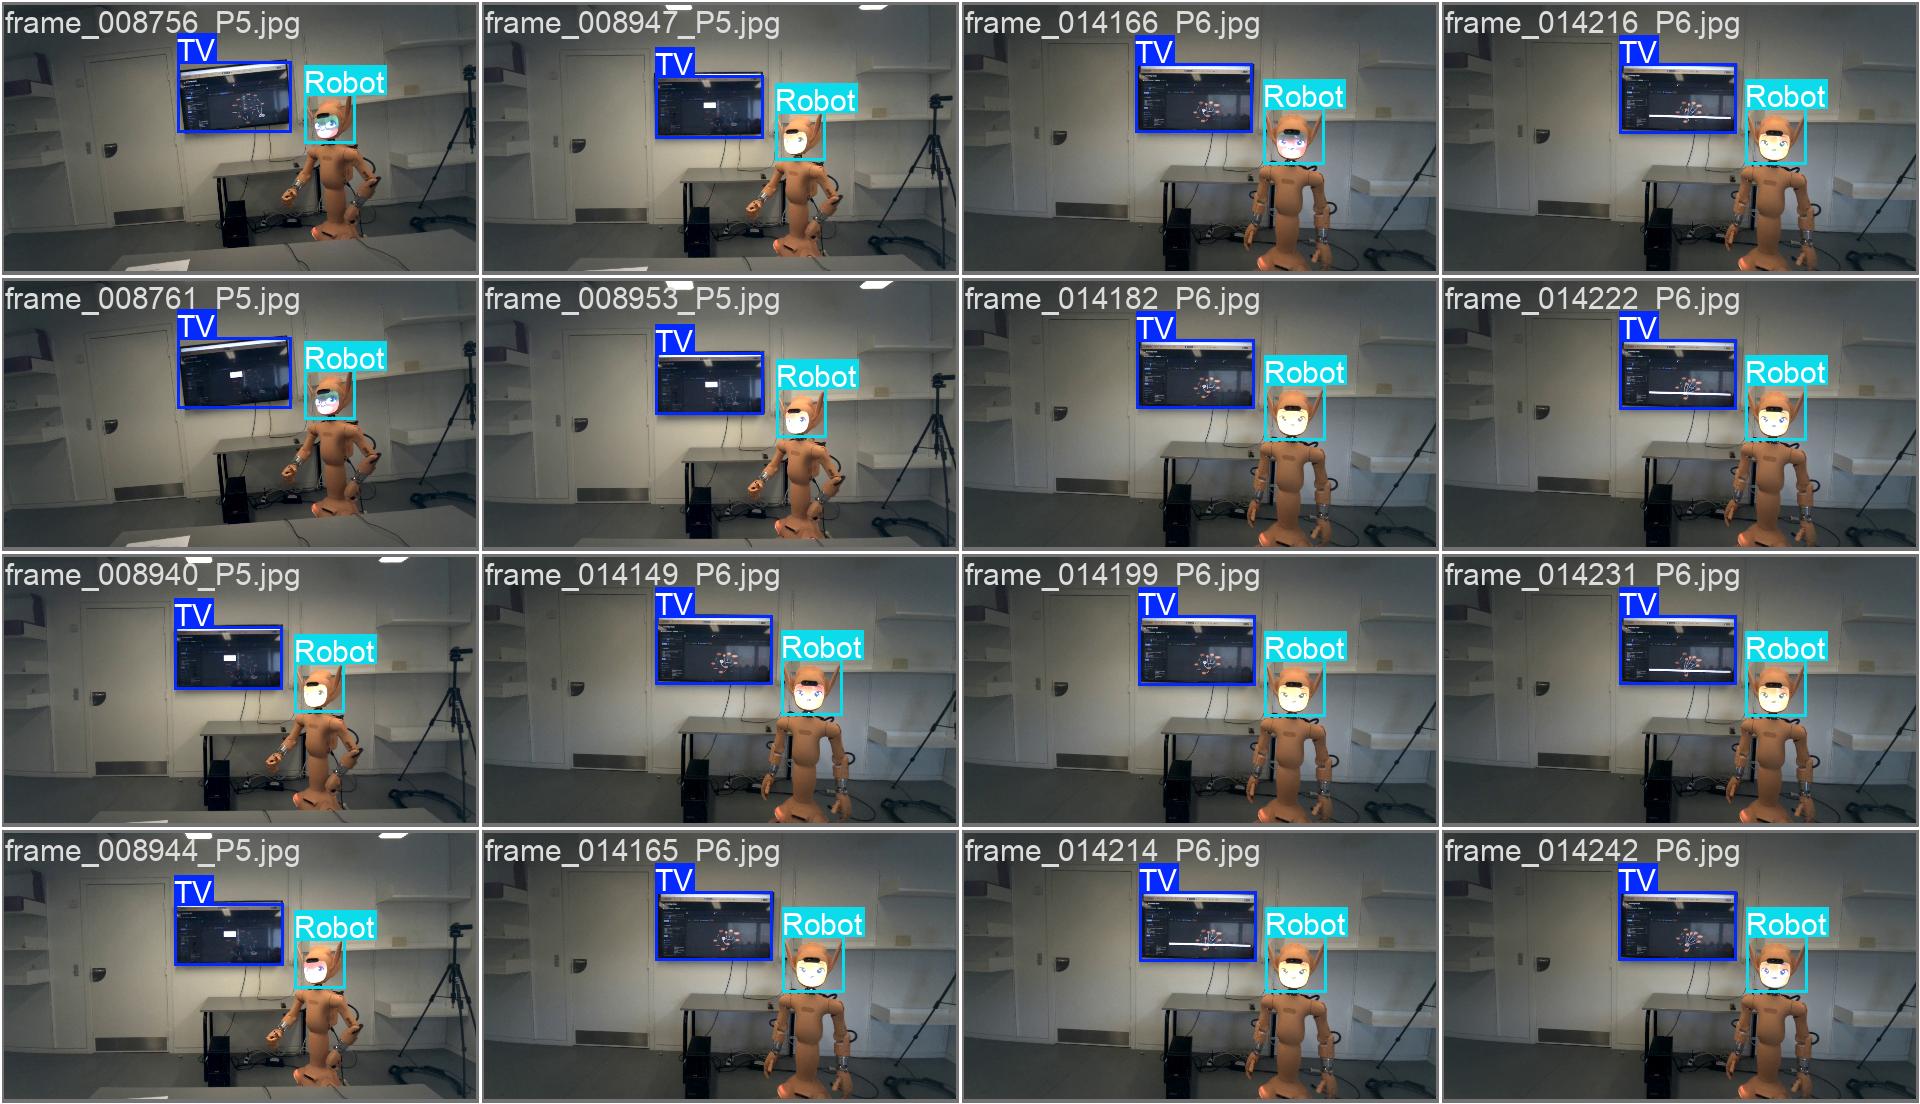 frame_008756_P5.jpg
TV
Robot
frame_008947_P5.jpg
TV
Robot
frame_014166_P6.jpg
TV
Robot
frame_014216_P6.jpg
TV
Robot
frame_008761_P5.jpg
TV
Robot
frame_008953_P5.jpg
TV
Robot
frame_014182_P6.jpg
TV
Robot
frame_014222_P6.jpg
TV
Robot
frame_008940_P5.jpg
TV
Robot
frame_014149_P6.jpg
TV
Robot
frame_014199_P6.jpg
TV
Robot
frame_014231_P6.jpg
TV
Robot
frame_008944_P5.jpg
TV
Robot
frame_014165_P6.jpg
TV
Robot
frame_014214_P6.jpg
TV
Robot
frame_014242_P6.jpg
TV
Robot